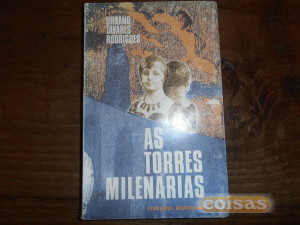 URBANO
TAVARES
RODRIGUES
AS
TORRES
MILENÁRIAS
coisas